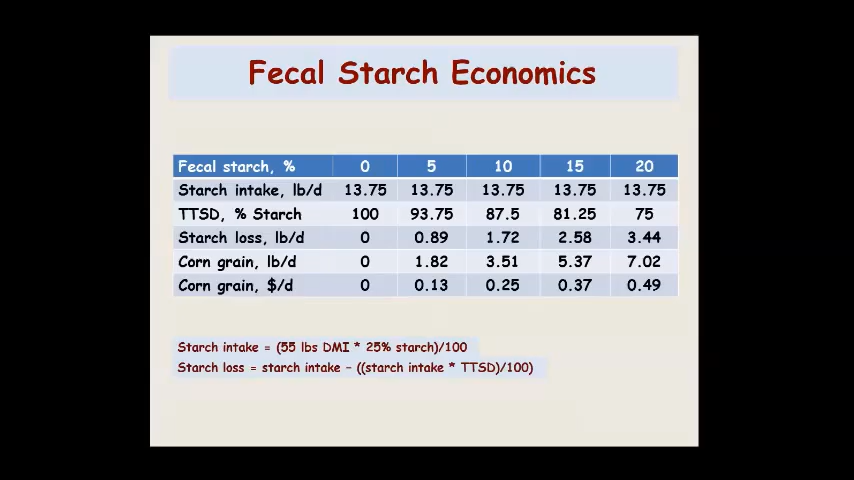 Fecal Starch Economics
Fecal starch, % 0 5 10 15 20
Starch intake, lb/d 13.75 13.75 13.75 13.75 13.75
TTSD, % Starch 100 93.75 87.5 81.25 75
Starch loss, lb/d 0 0.89 1.72 2.58 3.44
Corn grain, lb/d 0 1.82 3.51 5.37 7.02
Corn grain, $/d 0 0.13 0.25 0.37 0.49
Starch intake = (55 lbs DMI * 25% starch)/100
Starch loss = starch intake – ((starch intake * TTSD)/100)